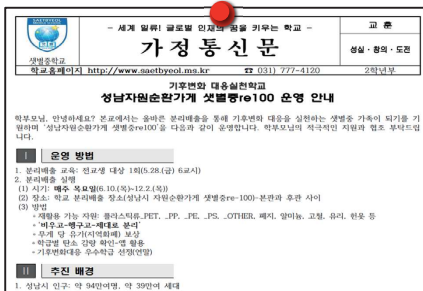 - 세계 일류! 글로벌 인재의 꿈을 키우는 학교 -
가 정 통 신 문
교 훈
성실 · 창의 · 도전
샛별중학교
학교홈페이지 http://www.saetbyeol.ms.kr ☎ 031) 777-4120 2학년부
기후변화 대응실천학교
성남자원순환가게 샛별중re100 운영 안내
학부모님, 안녕하세요? 본교에서는 올바른 분리배출을 통해 기후변화 대응을 실천하는 샛별중 가족이 되기를 기
원하며 '성남자원순환가게 샛별중re100'을 다음과 같이 운영합니다. 학부모님의 적극적인 지원과 협조 부탁드립
니다.
Ⅰ 운영 방법
1. 분리배출 교육: 전교생 대상 1회(5.28.(금) 6교시)
2. 분리배출 실행
(1) 시기: 매주 목요일(6.10.(목)~12.2.(목))
(2) 장소: 학교 분리배출 장소(성남시 자원순환가게 샛별중re-100)-본관과 후관 사이
(3) 방법
∘ 재활용 가능 자원: 플라스틱류_PET, _PP, _PE, _PS, _OTHER, 폐지, 알미늄, 고철, 유리, 헌옷 등
∘ '비우고-헹구고-제대로 분리'
∘ 무게 당 유가(지역화폐) 보상
∘ 학급별 탄소 감량 확인-앱 활용
∘ 기후변화대응 우수학급 선정(연말)
Ⅱ 추진 배경
1. 성남시 인구: 약 94만여명, 약 39만여 세대